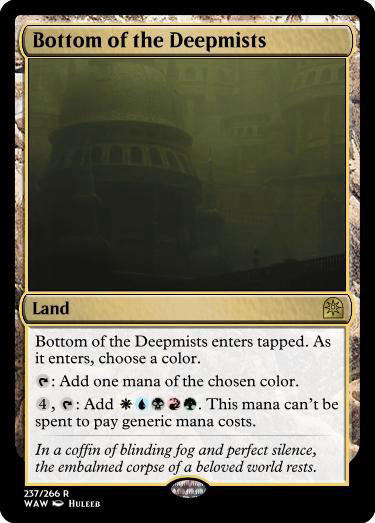 Bottom of the Deepmists
Land
Bottom of the Deepmists enters tapped. As
it enters, choose a color.
: Add one mana of the chosen color.
4, : Add . This mana can't be
spent to pay generic mana costs.
In a coffin of blinding fog and perfect silence,
the embalmed corpse of a beloved world rests.
237/266 R
WAW Huleeb